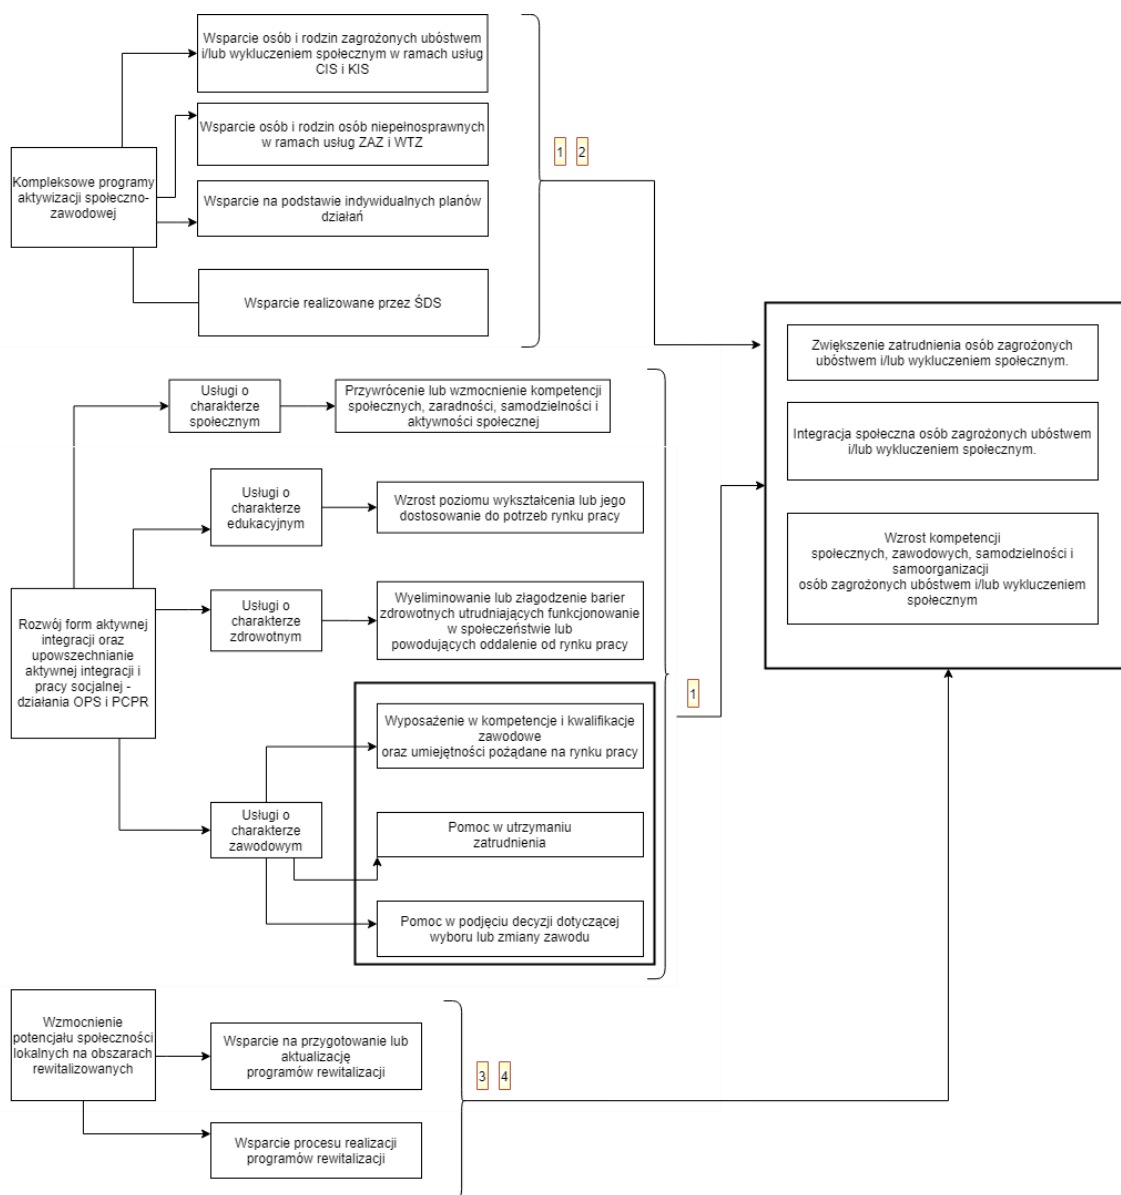 Wsparcie osób i rodzin zagrożonych ubóstwem
i/lub wykluczeniem społecznym w ramach usług
CIS i KIS
Wsparcie osób i rodzin osób niepełnosprawnych
w ramach usług ZAZ i WTZ
1 2
Kompleksowe programy
aktywizacji społeczno-
zawodowej
Wsparcie na podstawie indywidualnych planów
działań
Wsparcie realizowane przez ŚDS
Zwiększenie zatrudnienia osób zagrożonych
ubóstwem i/lub wykluczeniem społecznym.
Integracja społeczna osób zagrożonych ubóstwem
i/lub wykluczeniem społecznym.
Wzrost kompetencji
społecznych, zawodowych, samodzielności i
samoorganizacji
osób zagrożonych ubóstwem i/lub wykluczeniem
społecznym
Usługi o
charakterze
społecznym
Przywrócenie lub wzmocnienie kompetencji
społecznych, zaradności, samodzielności i
aktywności społecznej
Usługi o
charakterze
edukacyjnym
Wzrost poziomu wykształcenia lub jego
dostosowanie do potrzeb rynku pracy
Rozwój form aktywnej
integracji oraz
upowszechnianie
aktywnej integracji i
pracy socjalnej -
działania OPS i PCPR
Usługi o
charakterze
zdrowotnym
Wyeliminowanie lub złagodzenie barier
zdrowotnych utrudniających funkcjonowanie
w społeczeństwie lub
powodujących oddalenie od rynku pracy
1
Usługi o
charakterze
zawodowym
Wyposażenie w kompetencje i kwalifikacje
zawodowe
oraz umiejętności pożądane na rynku pracy
Pomoc w utrzymaniu
zatrudnienia
Pomoc w podjęciu decyzji dotyczącej
wyboru lub zmiany zawodu
Wzmocnienie
potencjału społeczności
lokalnych na obszarach
rewitalizowanych
Wsparcie na przygotowanie lub
aktualizację
programów rewitalizacji
3 4
Wsparcie procesu realizacji
programów rewitalizacji